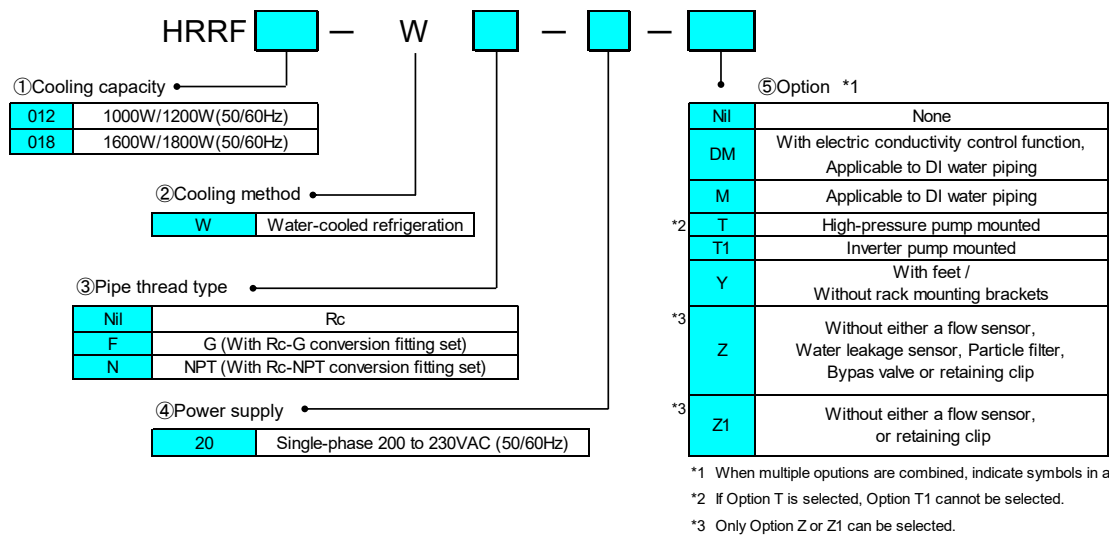 HRRF — W — —
①Cooling capacity
012 1000W/1200W(50/60Hz)
018 1600W/1800W(50/60Hz)
②Cooling method
W Water-cooled refrigeration
③Pipe thread type
Nil Rc
F G (With Rc-G conversion fitting set)
N NPT (With Rc-NPT conversion fitting set)
④Power supply
20 Single-phase 200 to 230VAC (50/60Hz)
⑤Option *1
Nil None
DM With electric conductivity control function,
Applicable to DI water piping
M Applicable to DI water piping
*2 T High-pressure pump mounted
T1 Inverter pump mounted
Y With feet /
Without rack mounting brackets
*3 Z Without either a flow sensor,
Water leakage sensor, Particle filter,
Bypas valve or retaining clip
*3 Z1 Without either a flow sensor,
or retaining clip
*1 When multiple oputions are combined, indicate symbols in a
*2 If Option T is selected, Option T1 cannot be selected.
*3 Only Option Z or Z1 can be selected.